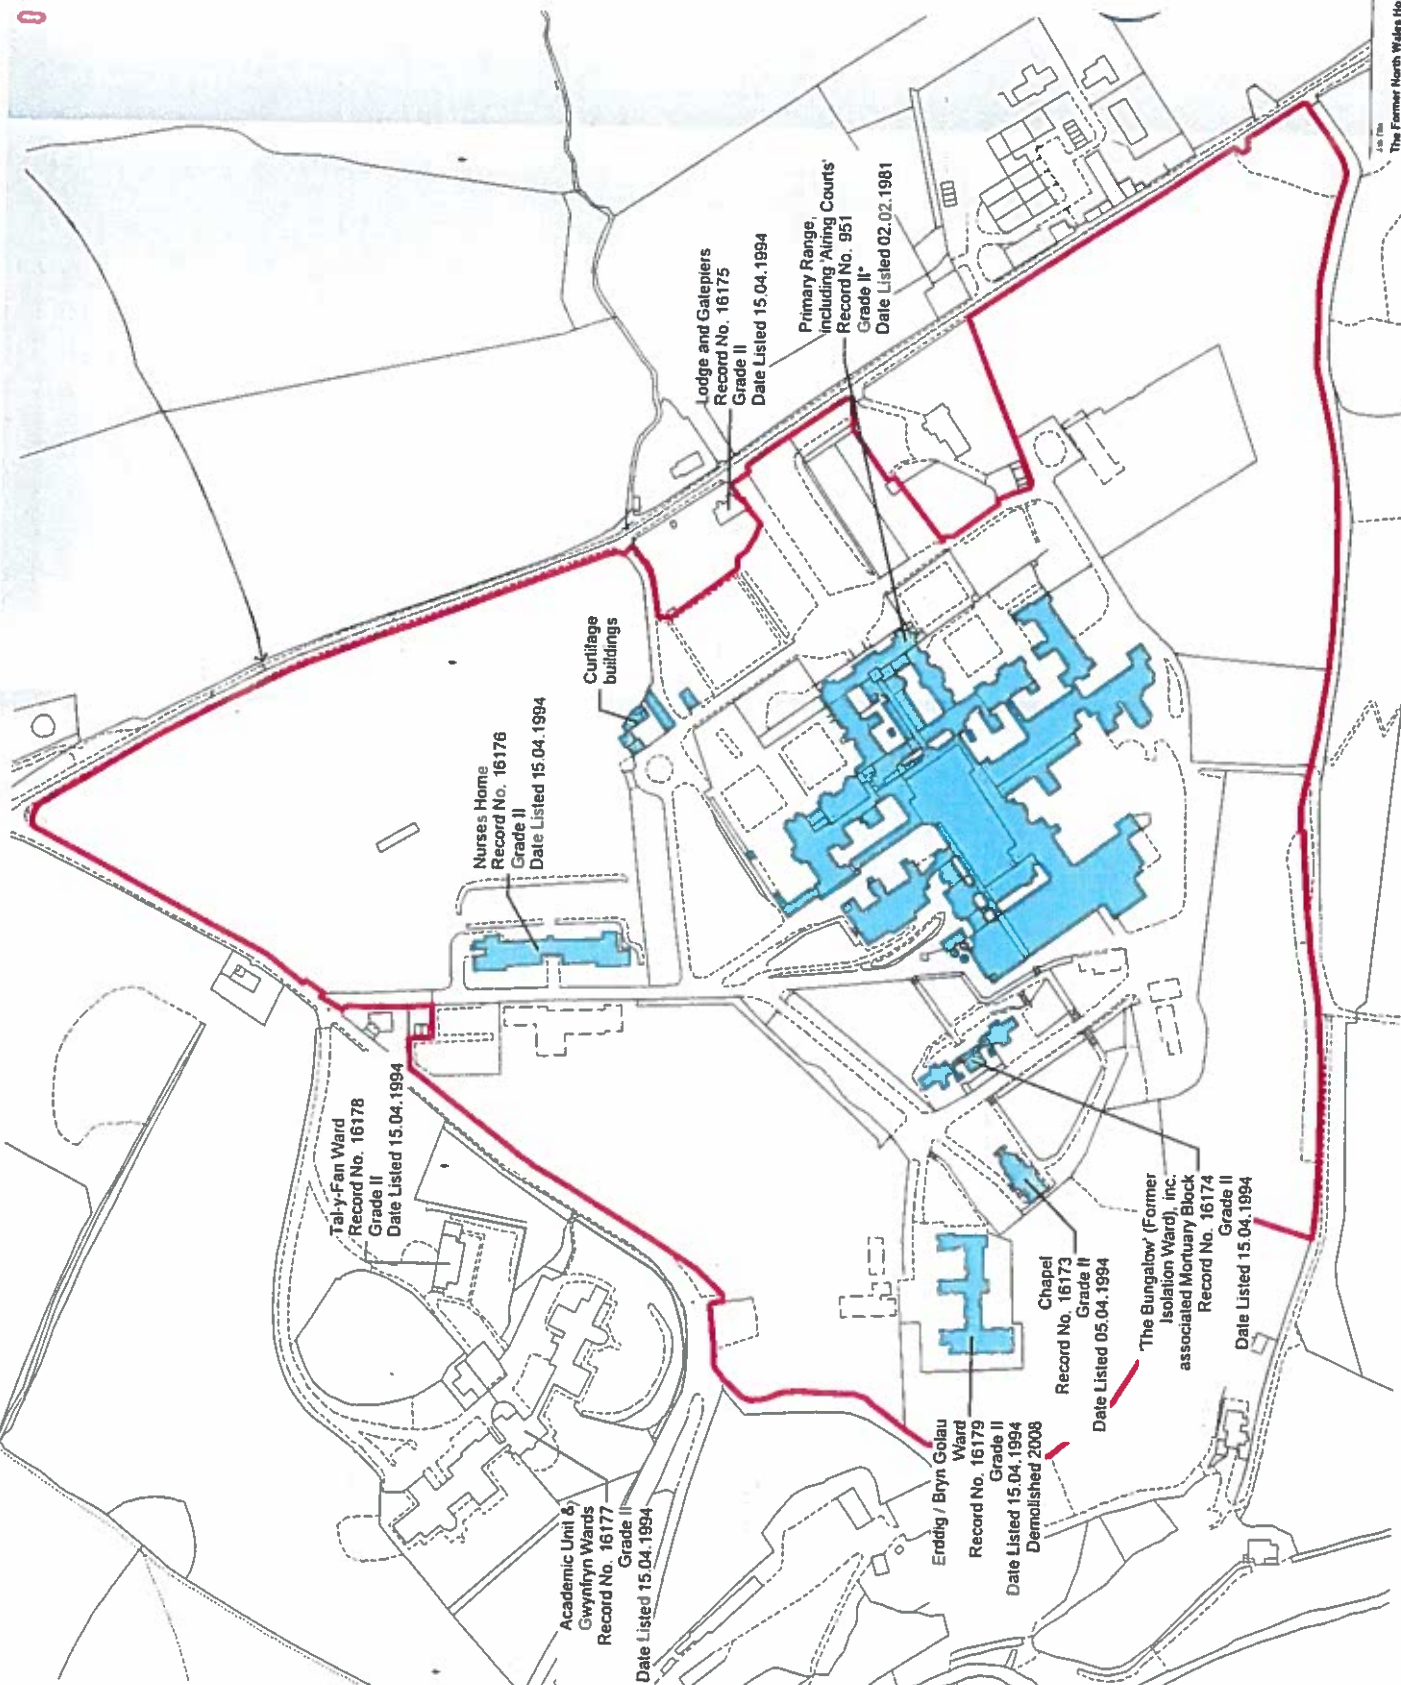 Lodge and Gatepiers
Record No. 16175
Grade II
Date Listed 15.04.1994
Primary Range,
including 'Airing Courts'
Record No. 951
Grade II*
Date Listed 02.02.1981
Curtilage
buildings
Nurses Home
Record No. 16176
Grade II
Date Listed 15.04.1994
Tal-y-Fan Ward
Record No. 16178
Grade II
Date Listed 15.04.1994
Academic Unit &
Gwynfryn Wards
Record No. 16177
Grade II
Date Listed 15.04.1994
Erddig / Bryn Golau
Ward
Record No. 16179
Grade II
Date Listed 15.04.1994
Demolished 2008
Chapel
Record No. 16173
Grade II
Date Listed 05.04.1994
'The Bungalow' (Former
Isolation Ward), inc.
associated Mortuary Block
Record No. 16174
Grade II
Date Listed 15.04.1994
Job Title
The Former North Wales Ho